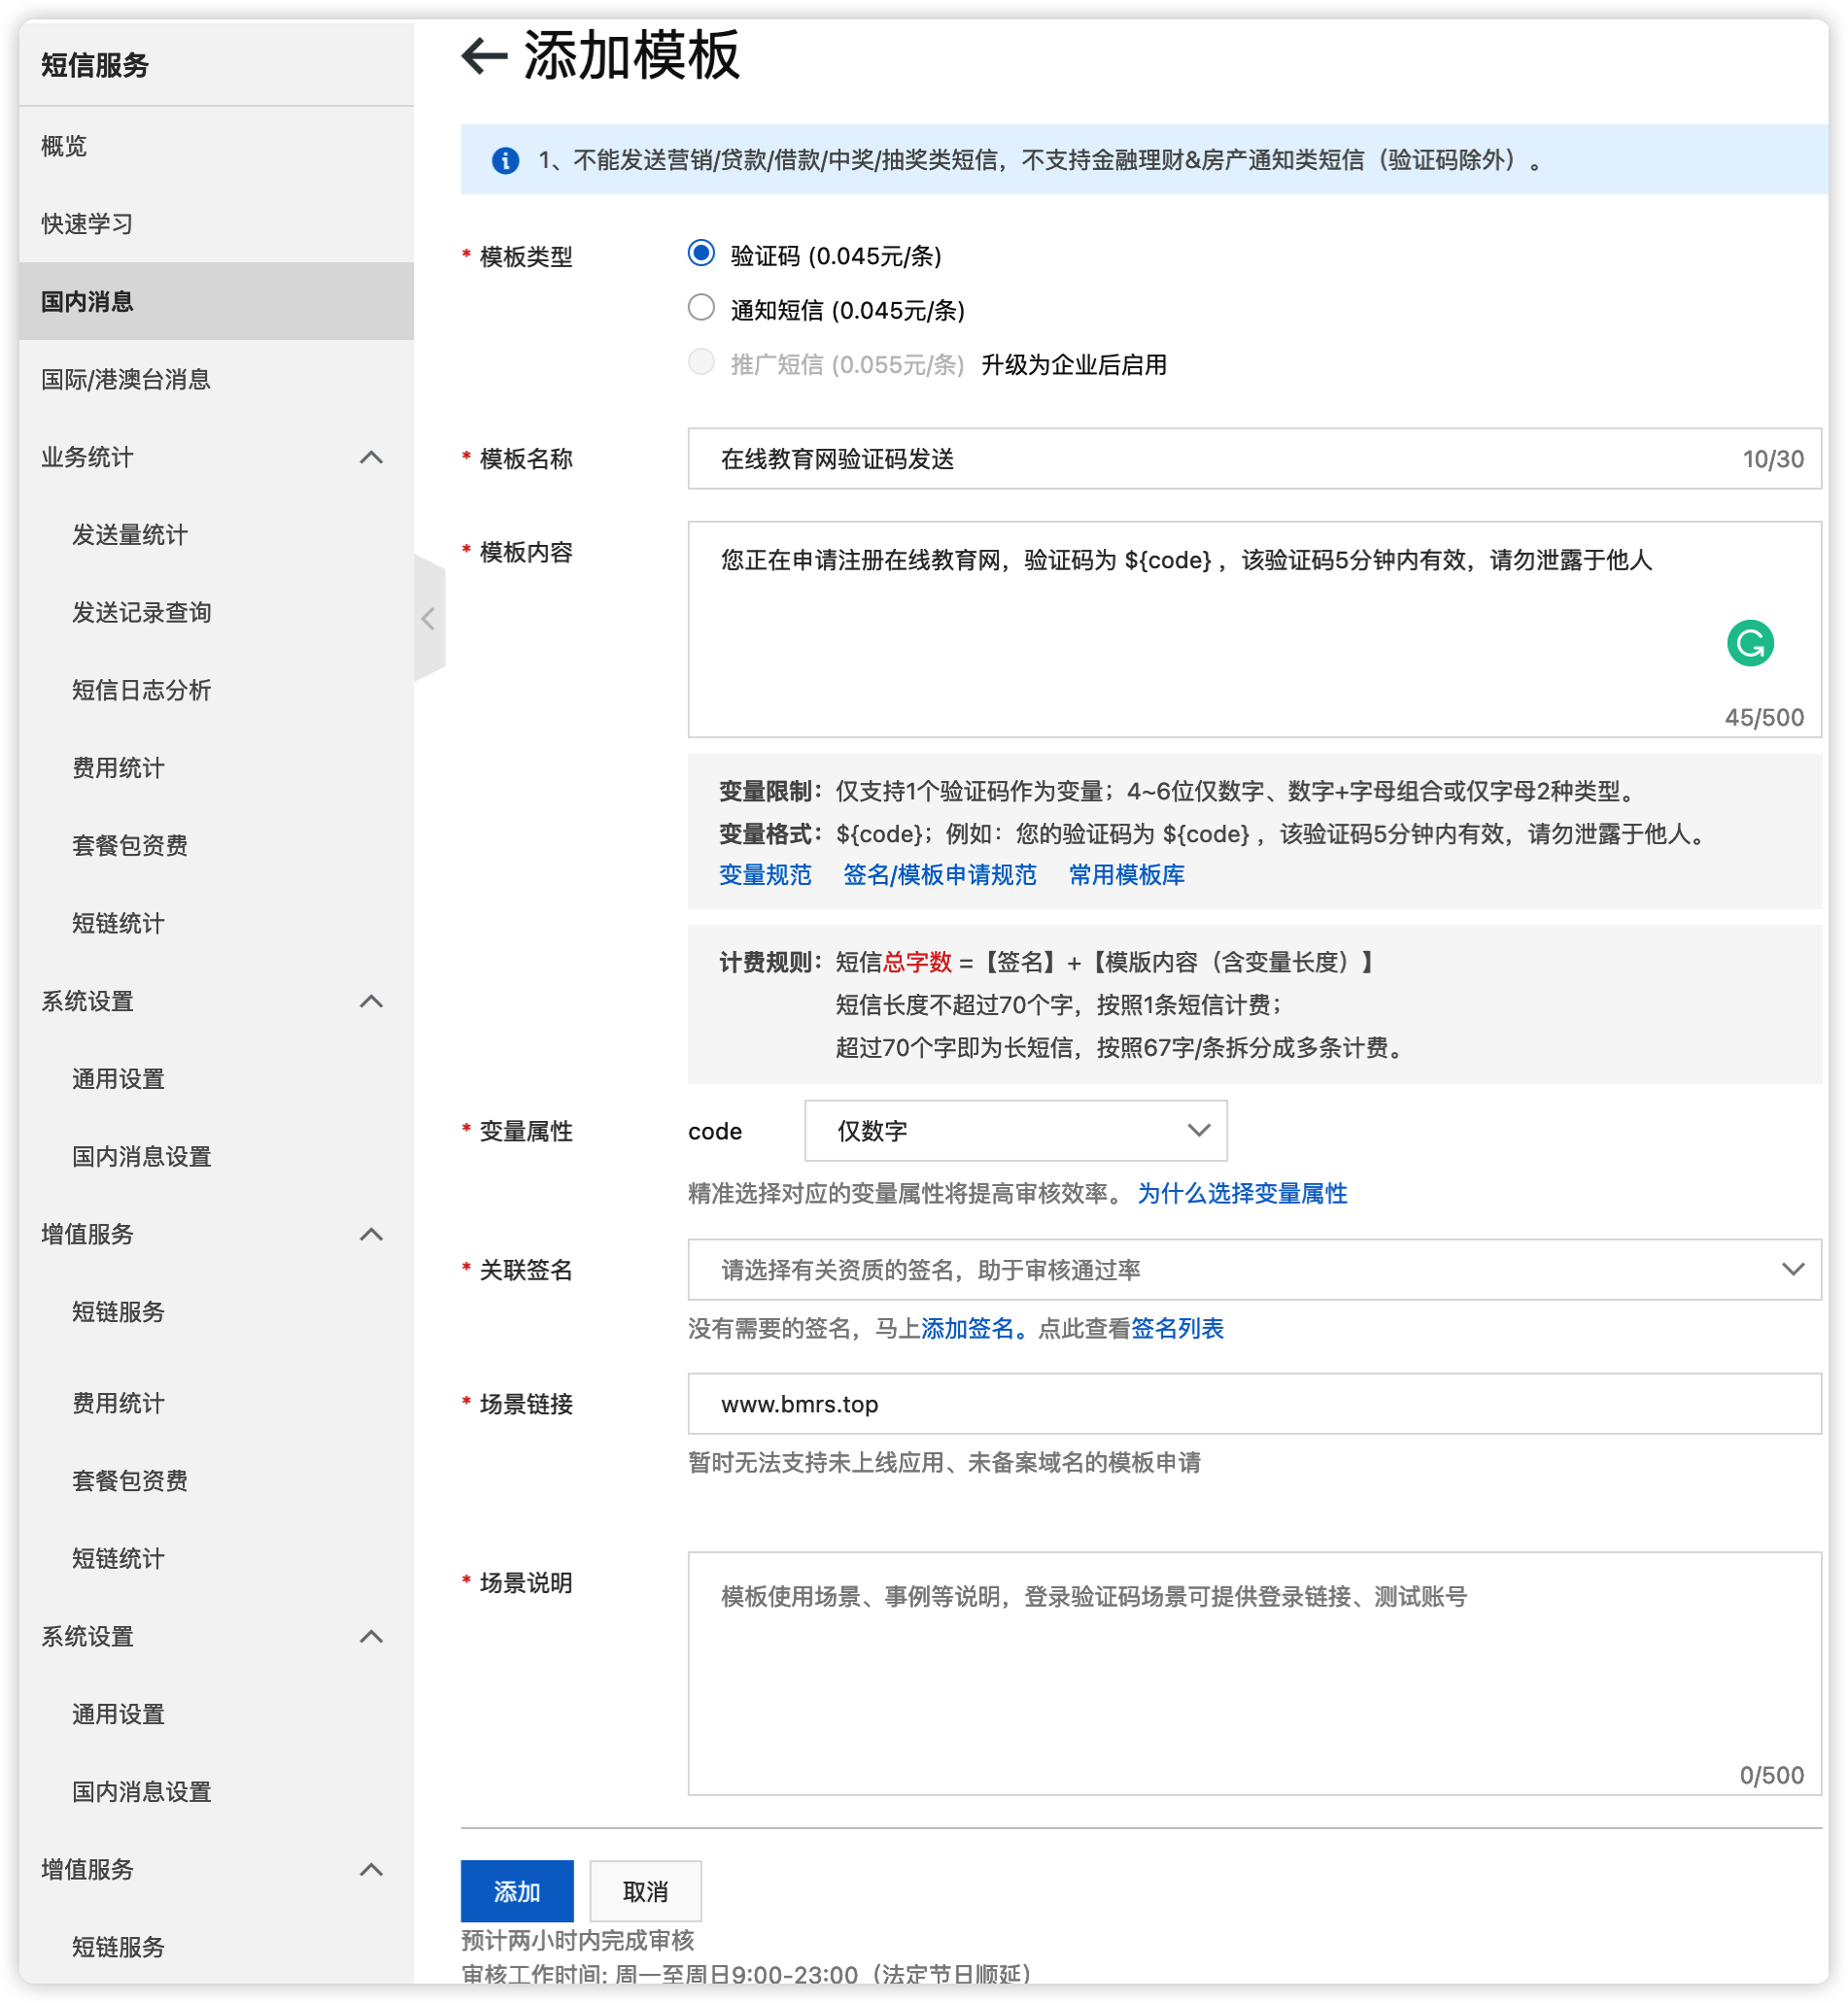 短信服务
概览
快速学习
国内消息
国际/港澳台消息
业务统计
发送量统计
发送记录查询
短信日志分析
费用统计
套餐包资费
短链统计
系统设置
通用设置
国内消息设置
增值服务
短链服务
费用统计
套餐包资费
短链统计
系统设置
通用设置
国内消息设置
增值服务
短链服务
添加模板
1、不能发送营销/贷款/借款/中奖/抽奖类短信，不支持金融理财&房产通知类短信（验证码除外）。
* 模板类型
验证码 (0.045元/条)
通知短信 (0.045元/条)
推广短信 (0.055元/条) 升级为企业后启用
* 模板名称
在线教育网验证码发送 10/30
* 模板内容
您正在申请注册在线教育网，验证码为 ${code} ，该验证码5分钟内有效，请勿泄露于他人
45/500
变量限制：仅支持1个验证码作为变量；4~6位仅数字、数字+字母组合或仅字母2种类型。
变量格式：${code}；例如：您的验证码为 ${code} ，该验证码5分钟内有效，请勿泄露于他人。
变量规范 签名/模板申请规范 常用模板库
计费规则：短信总字数 =【签名】+【模版内容（含变量长度）】
短信长度不超过70个字，按照1条短信计费；
超过70个字即为长短信，按照67字/条拆分成多条计费。
* 变量属性 code 仅数字
精准选择对应的变量属性将提高审核效率。 为什么选择变量属性
* 关联签名 请选择有关资质的签名，助于审核通过率
没有需要的签名，马上添加签名。点此查看签名列表
* 场景链接 www.bmrs.top
暂时无法支持未上线应用、未备案域名的模板申请
* 场景说明 模板使用场景、事例等说明，登录验证码场景可提供登录链接、测试账号
0/500
添加 取消
预计两小时内完成审核
审核工作时间: 周一至周日9:00-23:00（法定节日顺延）